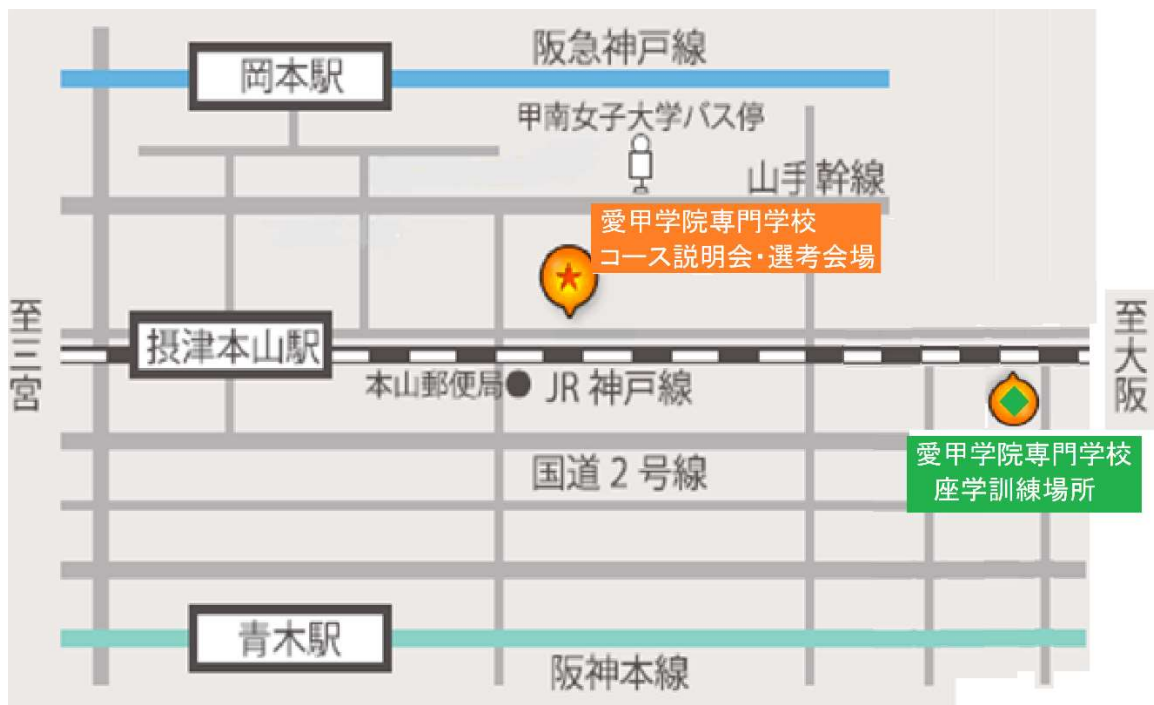 阪急神戸線
岡本駅
甲南女子大学バス停
山手幹線
愛甲学院専門学校
コース説明会・選考会場
至三宮
至大阪
摂津本山駅
本山郵便局
JR 神戸線
愛甲学院専門学校
座学訓練場所
国道2号線
青木駅
阪神本線